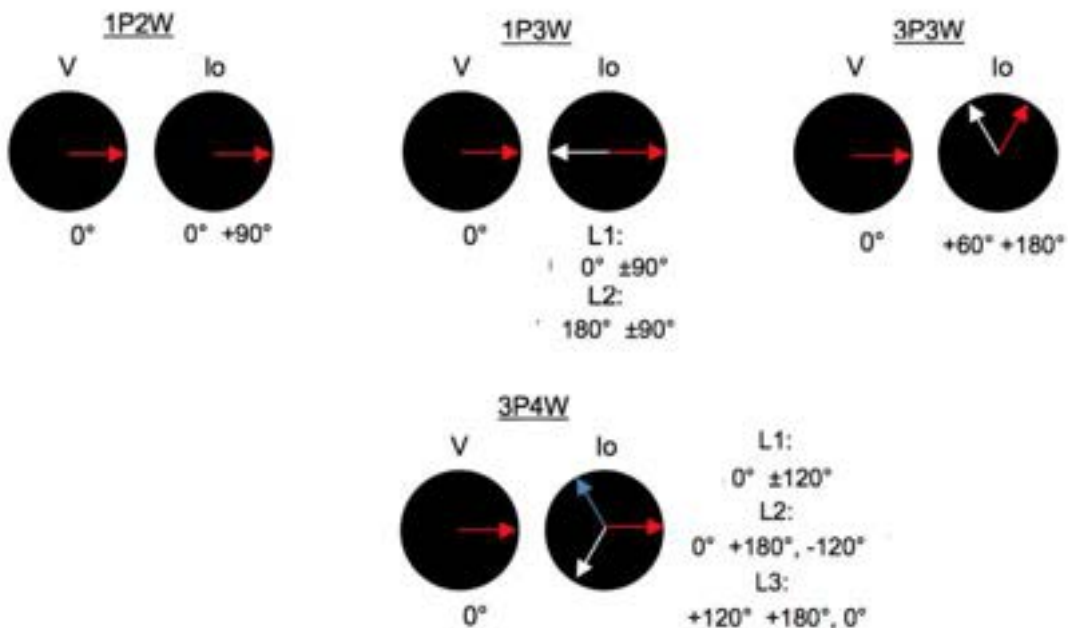 1P2W
V Io
0° 0° +90°
1P3W
V Io
0° L1:
0° ±90°
L2:
180° ±90°
3P3W
V Io
0° +60° +180°
3P4W
V Io
0°
L1:
0° ±120°
L2:
0° +180°, -120°
L3:
+120° +180°, 0°